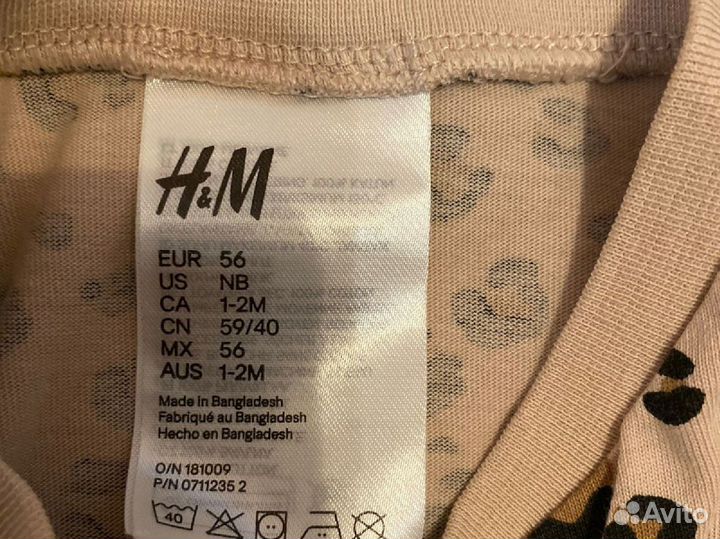 H&M
EUR 56
US NB
CA 1-2M
CN 59/40
MX 56
AUS 1-2M
Made in Bangladesh
Fabriqué au Bangladesh
Hecho en Bangladesh
O/N 181009
P/N 0711235 2
40
Avito